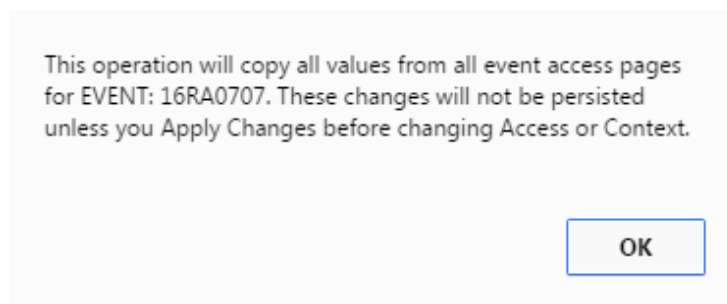 This operation will copy all values from all event access pages
for EVENT: 16RA0707. These changes will not be persisted
unless you Apply Changes before changing Access or Context.
OK